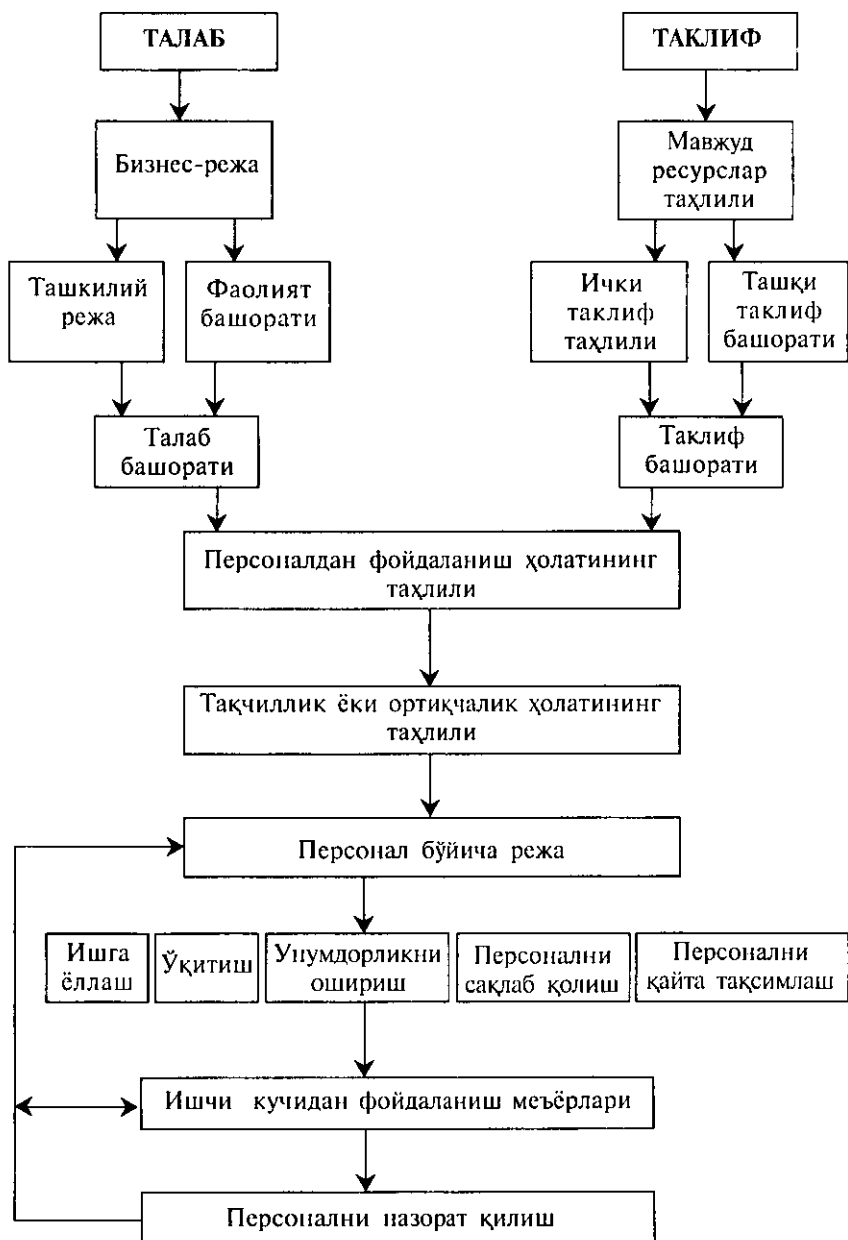 ТАЛАБ
ТАКЛИФ
Бизнес-режа
Мавжуд
ресурслар
таҳлили
Ташкилий
режа
Фаолият
башорати
Ички
таклиф
таҳлили
Ташқи
таклиф
башорати
Талаб
башорати
Таклиф
башорати
Персоналдан фойдаланиш ҳолатининг
таҳлили
Тақчиллик ёки ортиқчалик ҳолатининг
таҳлили
Персонал бўйича режа
Ишга
ёллаш
Ўқитиш
Унумдорликни
ошириш
Персонални
сақлаб қолиш
Персонални
қайта тақсимлаш
Ишчи кучидан фойдаланиш меъёрлари
Персонални назорат қилиш